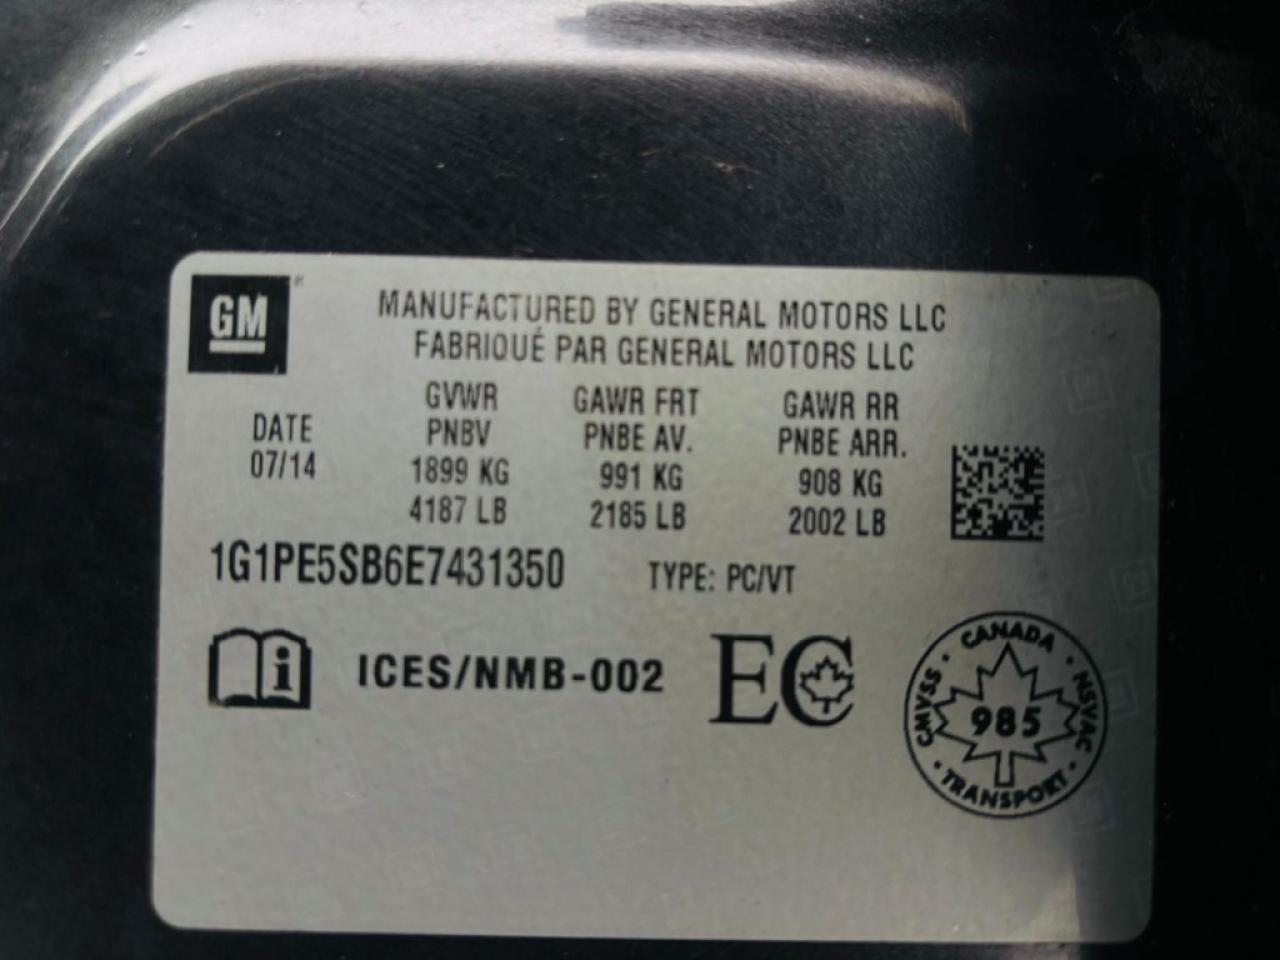 GM
MANUFACTURED BY GENERAL MOTORS LLC
FABRIQUÉ PAR GENERAL MOTORS LLC
DATE
07/14
GVWR
PNBV
1899 KG
4187 LB
GAWR FRT
PNBE AV.
991 KG
2185 LB
GAWR RR
PNBE ARR.
908 KG
2002 LB
1G1PE5SB6E7431350 TYPE: PC/VT
i
ICES/NMB-002
EC
CANADA · NSVAC · TRANSPORT · CMVSS ·
985